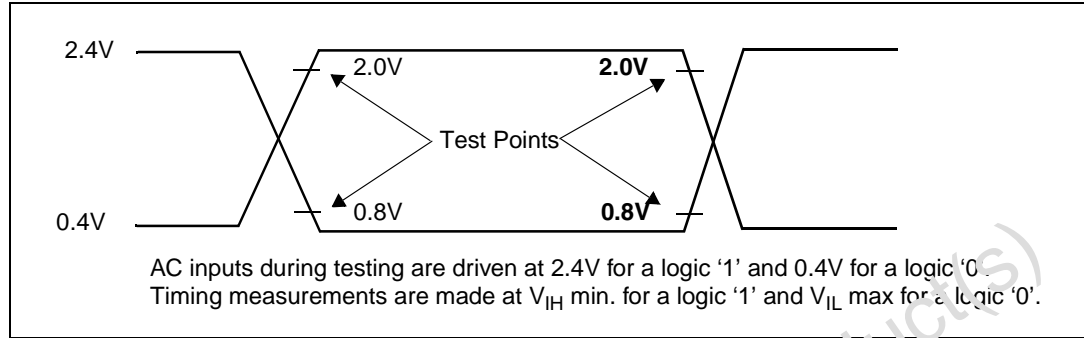 2.4V
2.0V 2.0V
Test Points
0.8V 0.8V
0.4V
AC inputs during testing are driven at 2.4V for a logic ‘1’ and 0.4V for a logic ‘0’.
Timing measurements are made at VIH min. for a logic ‘1’ and VIL max for a logic ‘0’.
duct(s)